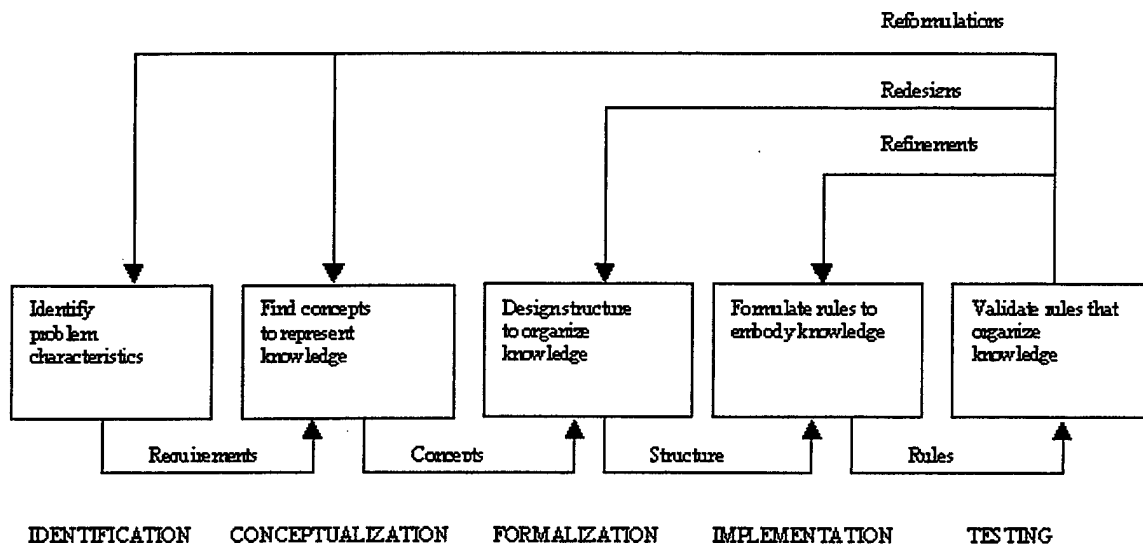 Reformulations
Redesigns
Refinements
Identify
problem
characteristics
Find concepts
to represent
knowledge
Design structure
to organize
knowledge
Formulate rules to
embody knowledge
Validate rules that
organize
knowledge
Requirements
Concepts
Structure
Rules
IDENTIFICATION
CONCEPTUALIZATION
FORMALIZATION
IMPLEMENTATION
TESTING